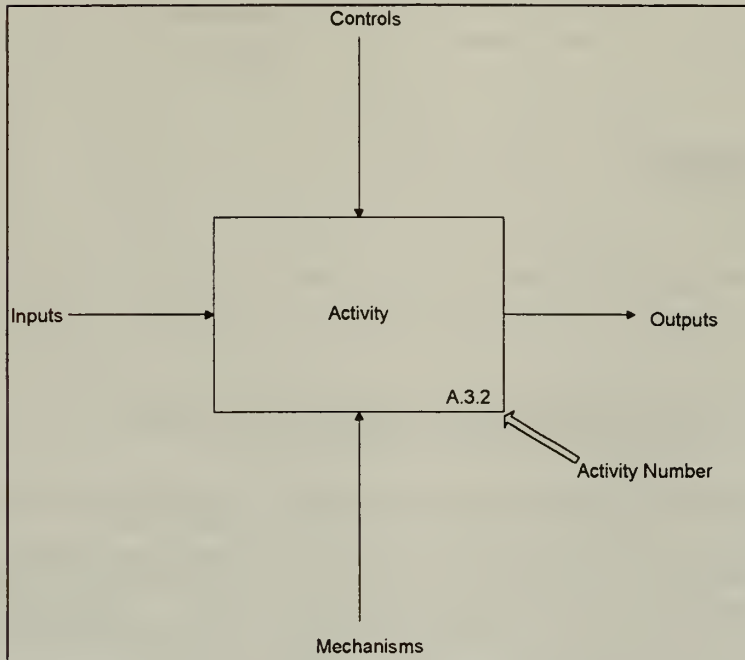 Controls
Inputs
Activity
Outputs
A.3.2
Activity Number
Mechanisms